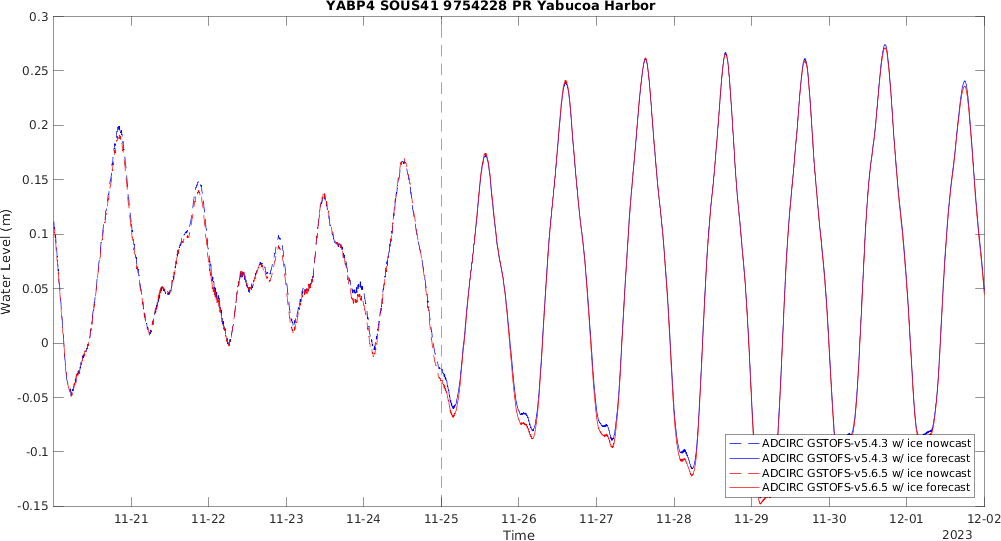 YABP4 SOUS41 9754228 PR Yabucoa Harbor
0.3
0.25
0.2
0.15
0.1
0.05
0
-0.05
-0.1
-0.15
Water Level (m)
ADCIRC GSTOFS-v5.4.3 w/ ice nowcast
ADCIRC GSTOFS-v5.4.3 w/ ice forecast
ADCIRC GSTOFS-v5.6.5 w/ ice nowcast
ADCIRC GSTOFS-v5.6.5 w/ ice forecast
11-21 11-22 11-23 11-24 11-25 11-26 11-27 11-28 11-29 11-30 12-01 12-02
Time
2023